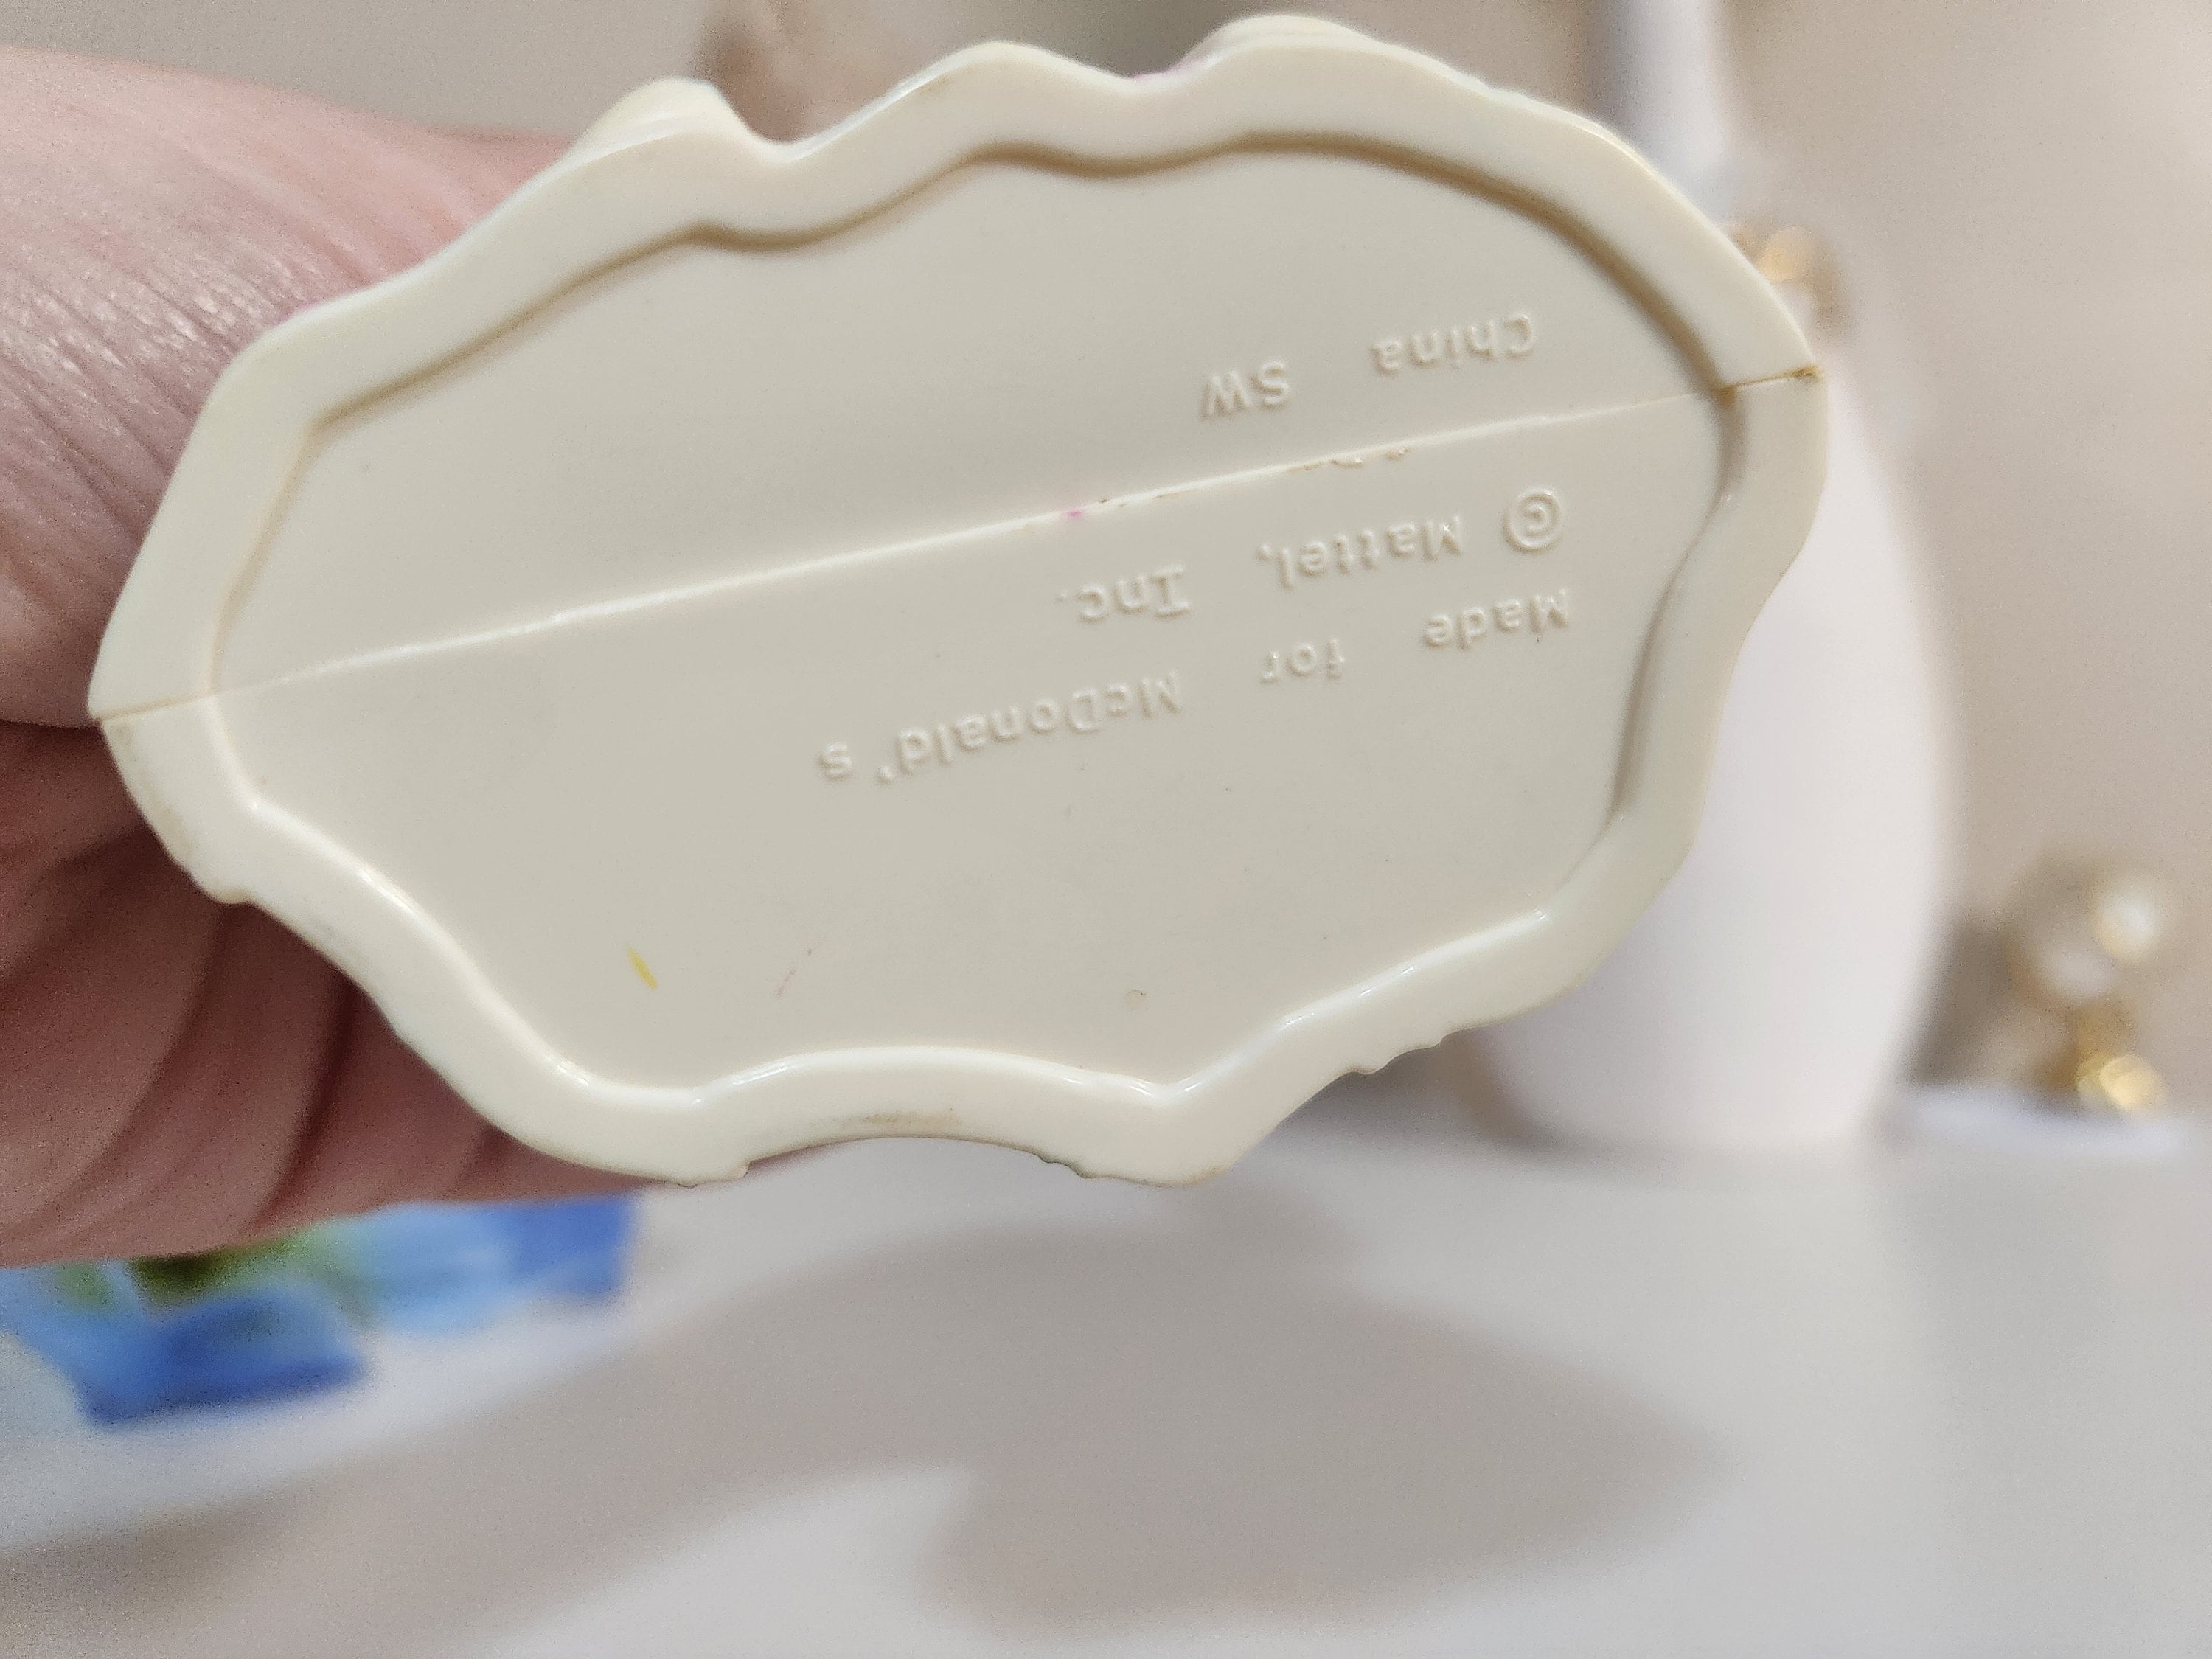 Made for McDonald's
© Mattel, Inc.
China SW